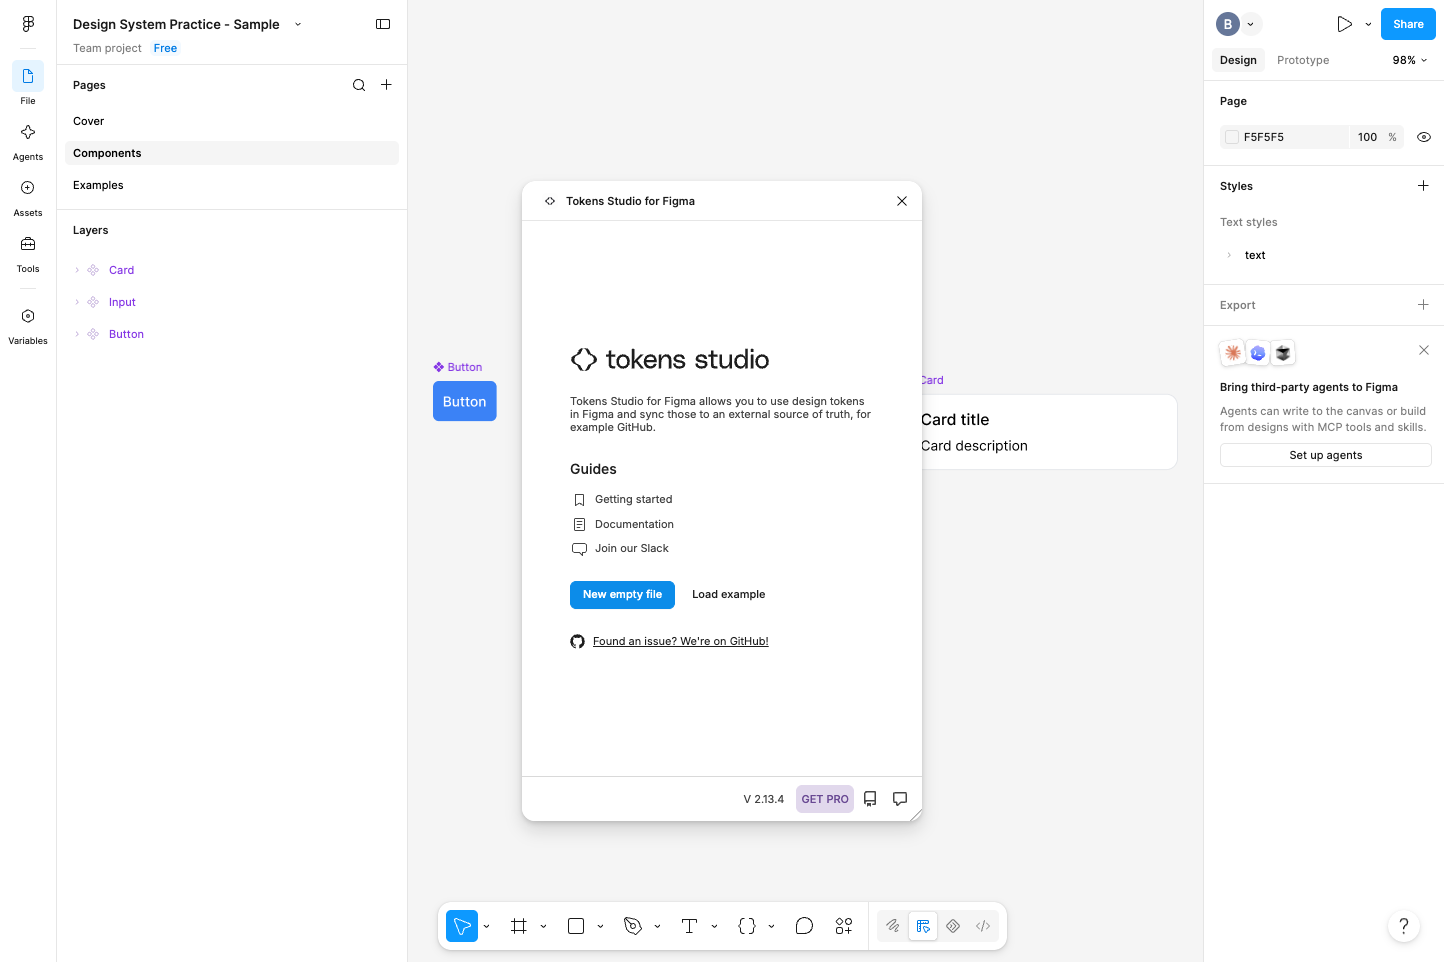 Design System Practice - Sample
Team project Free
File
Agents
Assets
Tools
Variables
Pages
Cover
Components
Examples
Layers
Card
Input
Button
Button
Button
Tokens Studio for Figma
tokens studio
Tokens Studio for Figma allows you to use design tokens
in Figma and sync those to an external source of truth, for
example GitHub.
Guides
Getting started
Documentation
Join our Slack
New empty file
Load example
Found an issue? We're on GitHub!
V 2.13.4
GET PRO
Card
Card title
Card description
B
Share
Design
Prototype
98%
Page
F5F5F5 100 %
Styles
Text styles
text
Export
Bring third-party agents to Figma
Agents can write to the canvas or build
from designs with MCP tools and skills.
Set up agents
?